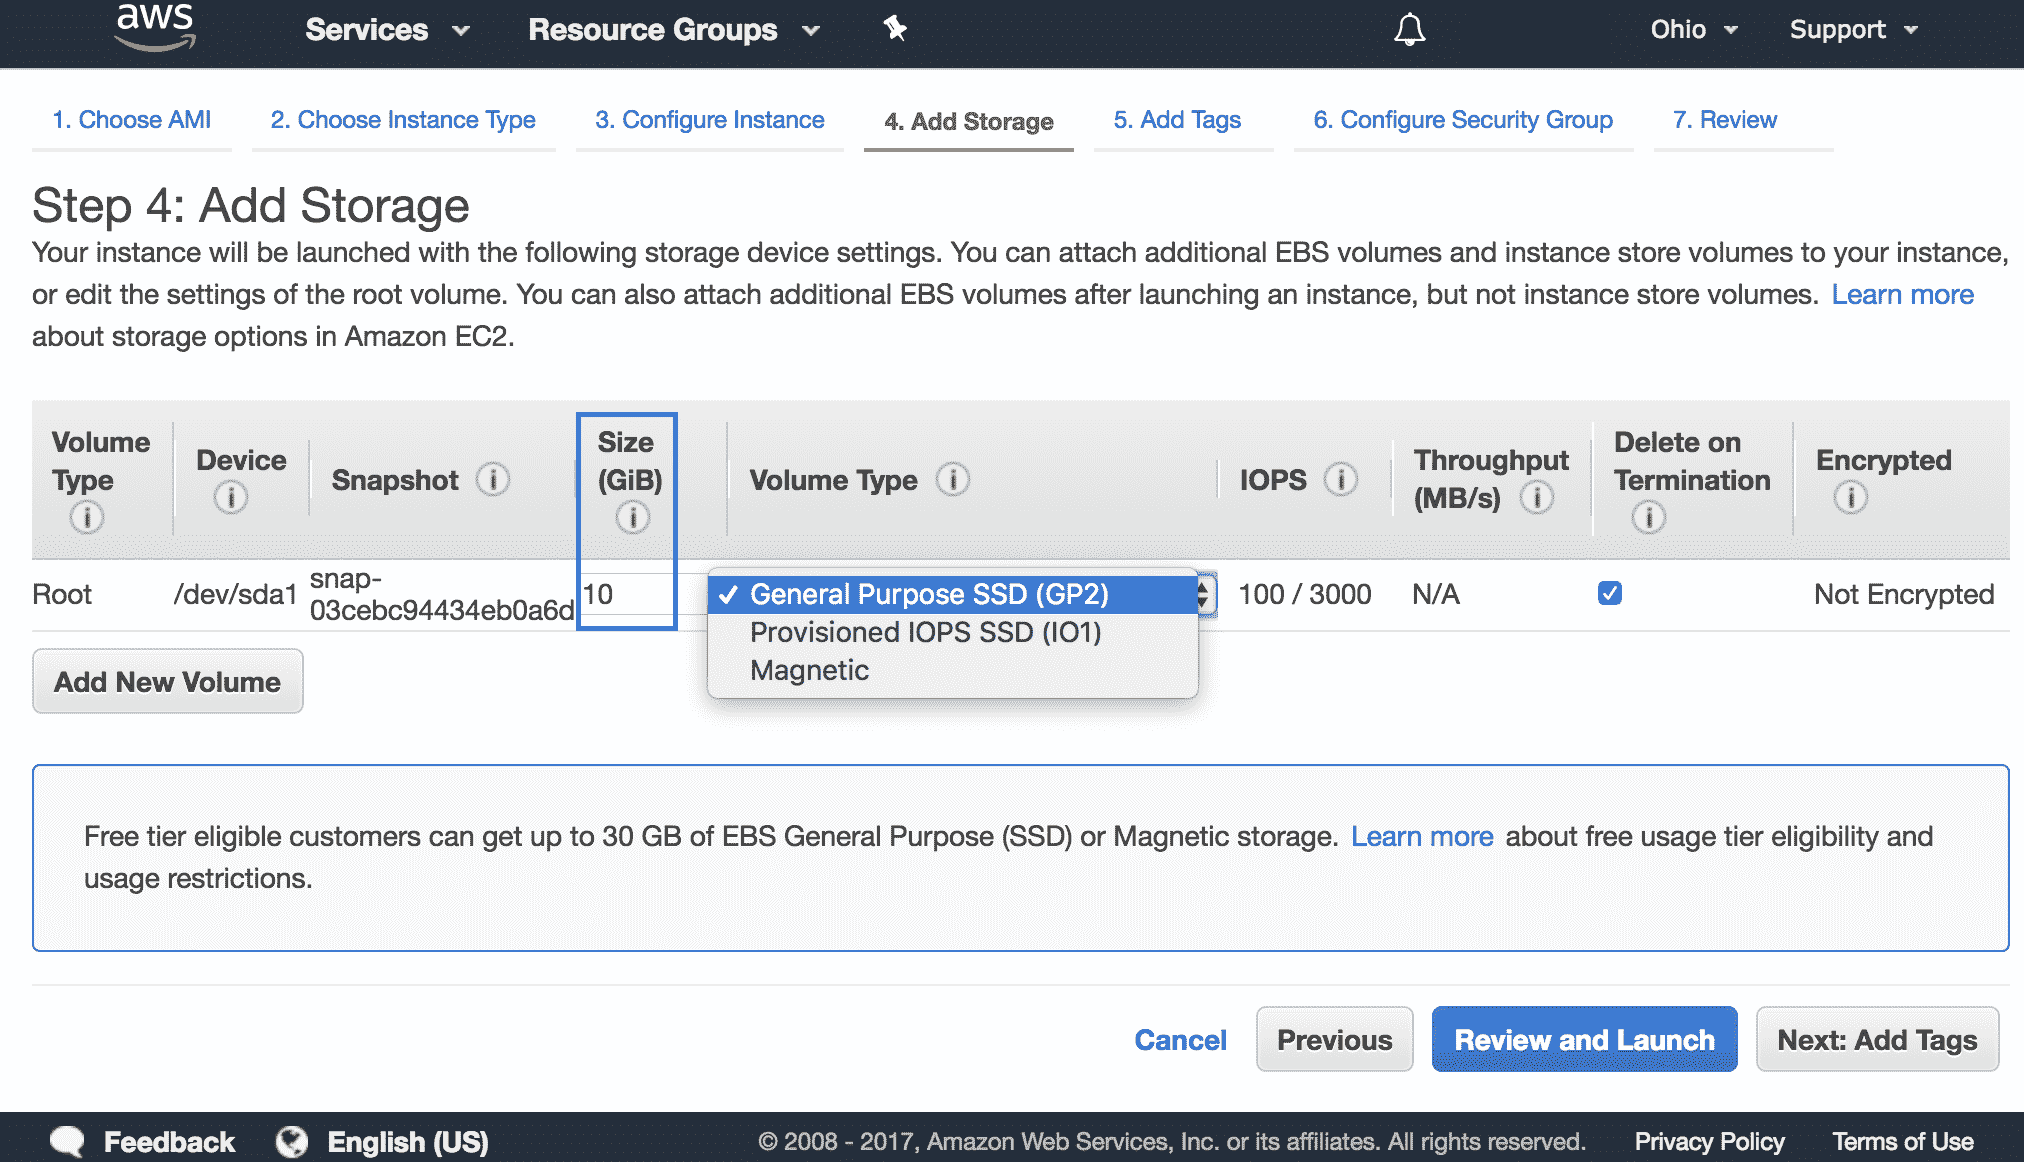 aws Services Resource Groups Ohio Support
1. Choose AMI 2. Choose Instance Type 3. Configure Instance 4. Add Storage 5. Add Tags 6. Configure Security Group 7. Review
Step 4: Add Storage
Your instance will be launched with the following storage device settings. You can attach additional EBS volumes and instance store volumes to your instance,
or edit the settings of the root volume. You can also attach additional EBS volumes after launching an instance, but not instance store volumes. Learn more
about storage options in Amazon EC2.
Volume Type
Device
Snapshot
Size (GiB)
Volume Type
IOPS
Throughput (MB/s)
Delete on Termination
Encrypted
Root
/dev/sda1
snap-
03cebc94434eb0a6d
10
General Purpose SSD (GP2)
Provisioned IOPS SSD (IO1)
Magnetic
100 / 3000
N/A
Not Encrypted
Add New Volume
Free tier eligible customers can get up to 30 GB of EBS General Purpose (SSD) or Magnetic storage. Learn more about free usage tier eligibility and
usage restrictions.
Cancel Previous Review and Launch Next: Add Tags
Feedback English (US) © 2008 - 2017, Amazon Web Services, Inc. or its affiliates. All rights reserved. Privacy Policy Terms of Use